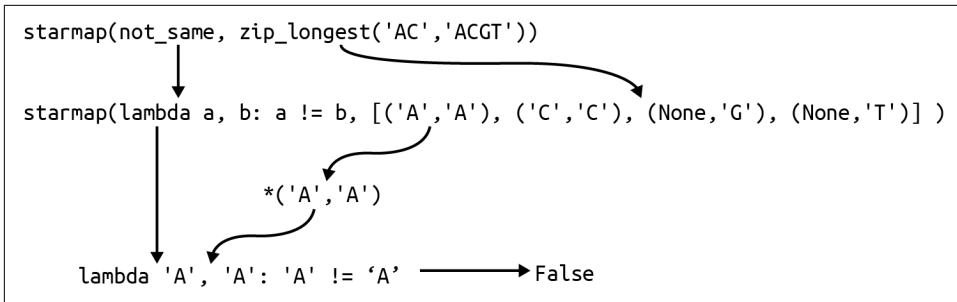 starmap(not_same, zip_longest('AC','ACGT'))
starmap(lambda a, b: a != b, [('A','A'), ('C','C'), (None,'G'), (None,'T')] )
*('A','A')
lambda 'A', 'A': 'A' != ‘A’ False